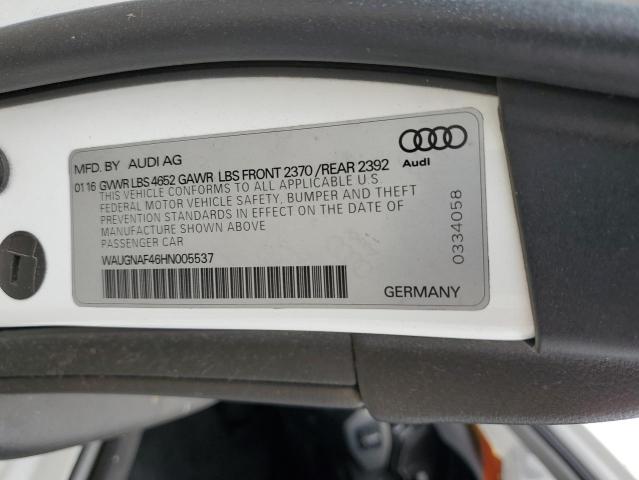 MFD. BY AUDI AG
Audi
01 16 GVWR LBS 4652 GAWR LBS FRONT 2370 /REAR 2392
THIS VEHICLE CONFORMS TO ALL APPLICABLE U.S.
FEDERAL MOTOR VEHICLE SAFETY, BUMPER AND THEFT
PREVENTION STANDARDS IN EFFECT ON THE DATE OF
MANUFACTURE SHOWN ABOVE
PASSENGER CAR
WAUGNAF46HN005537
GERMANY
0334058